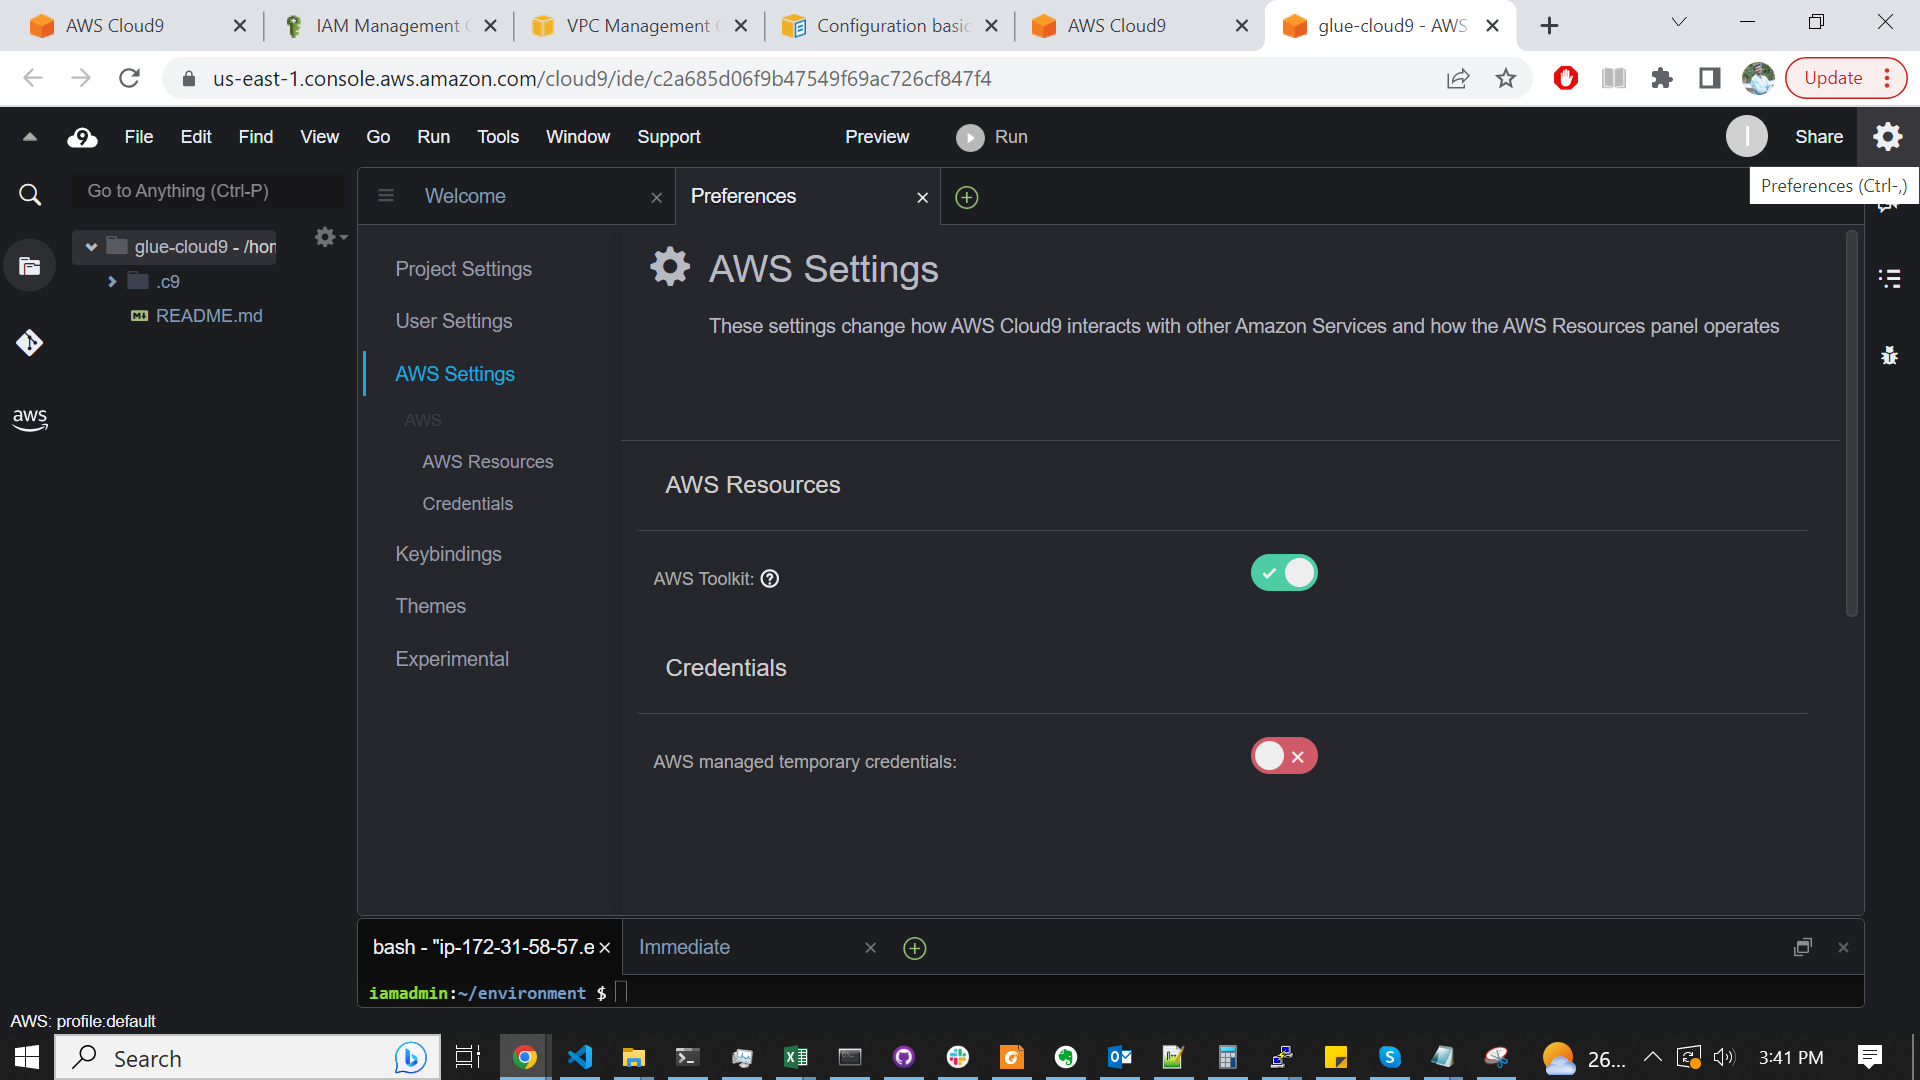 AWS Cloud9
IAM Management C
VPC Management C
Configuration basic
AWS Cloud9
glue-cloud9 - AWS
us-east-1.console.aws.amazon.com/cloud9/ide/c2a685d06f9b47549f69ac726cf847f4
Update
9 File Edit Find View Go Run Tools Window Support Preview Run Share
Go to Anything (Ctrl-P)
Welcome
Preferences
Preferences (Ctrl-,)
glue-cloud9 - /hom
.c9
README.md
aws
Project Settings
User Settings
AWS Settings
AWS
AWS Resources
Credentials
Keybindings
Themes
Experimental
AWS Settings
These settings change how AWS Cloud9 interacts with other Amazon Services and how the AWS Resources panel operates
AWS Resources
AWS Toolkit: ?
Credentials
AWS managed temporary credentials:
bash - "ip-172-31-58-57.e
Immediate
iamadmin:~/environment $
AWS: profile:default
Search
26...
3:41 PM